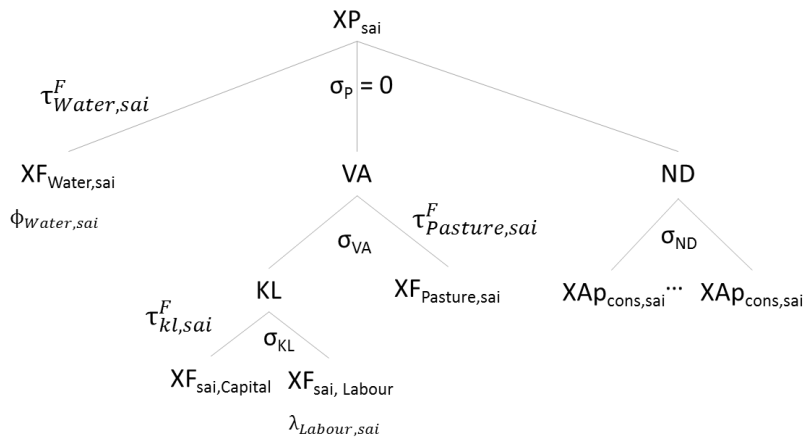 XP_sai
τ^F_Water,sai
σ_P = 0
XF_Water,sai
VA
ND
ϕ_Water,sai
τ^F_Pasture,sai
σ_VA
σ_ND
KL
XF_Pasture,sai
XAp_cons,sai ... XAp_cons,sai
τ^F_kl,sai
σ_KL
XF_sai,Capital
XF_sai, Labour
λ_Labour,sai